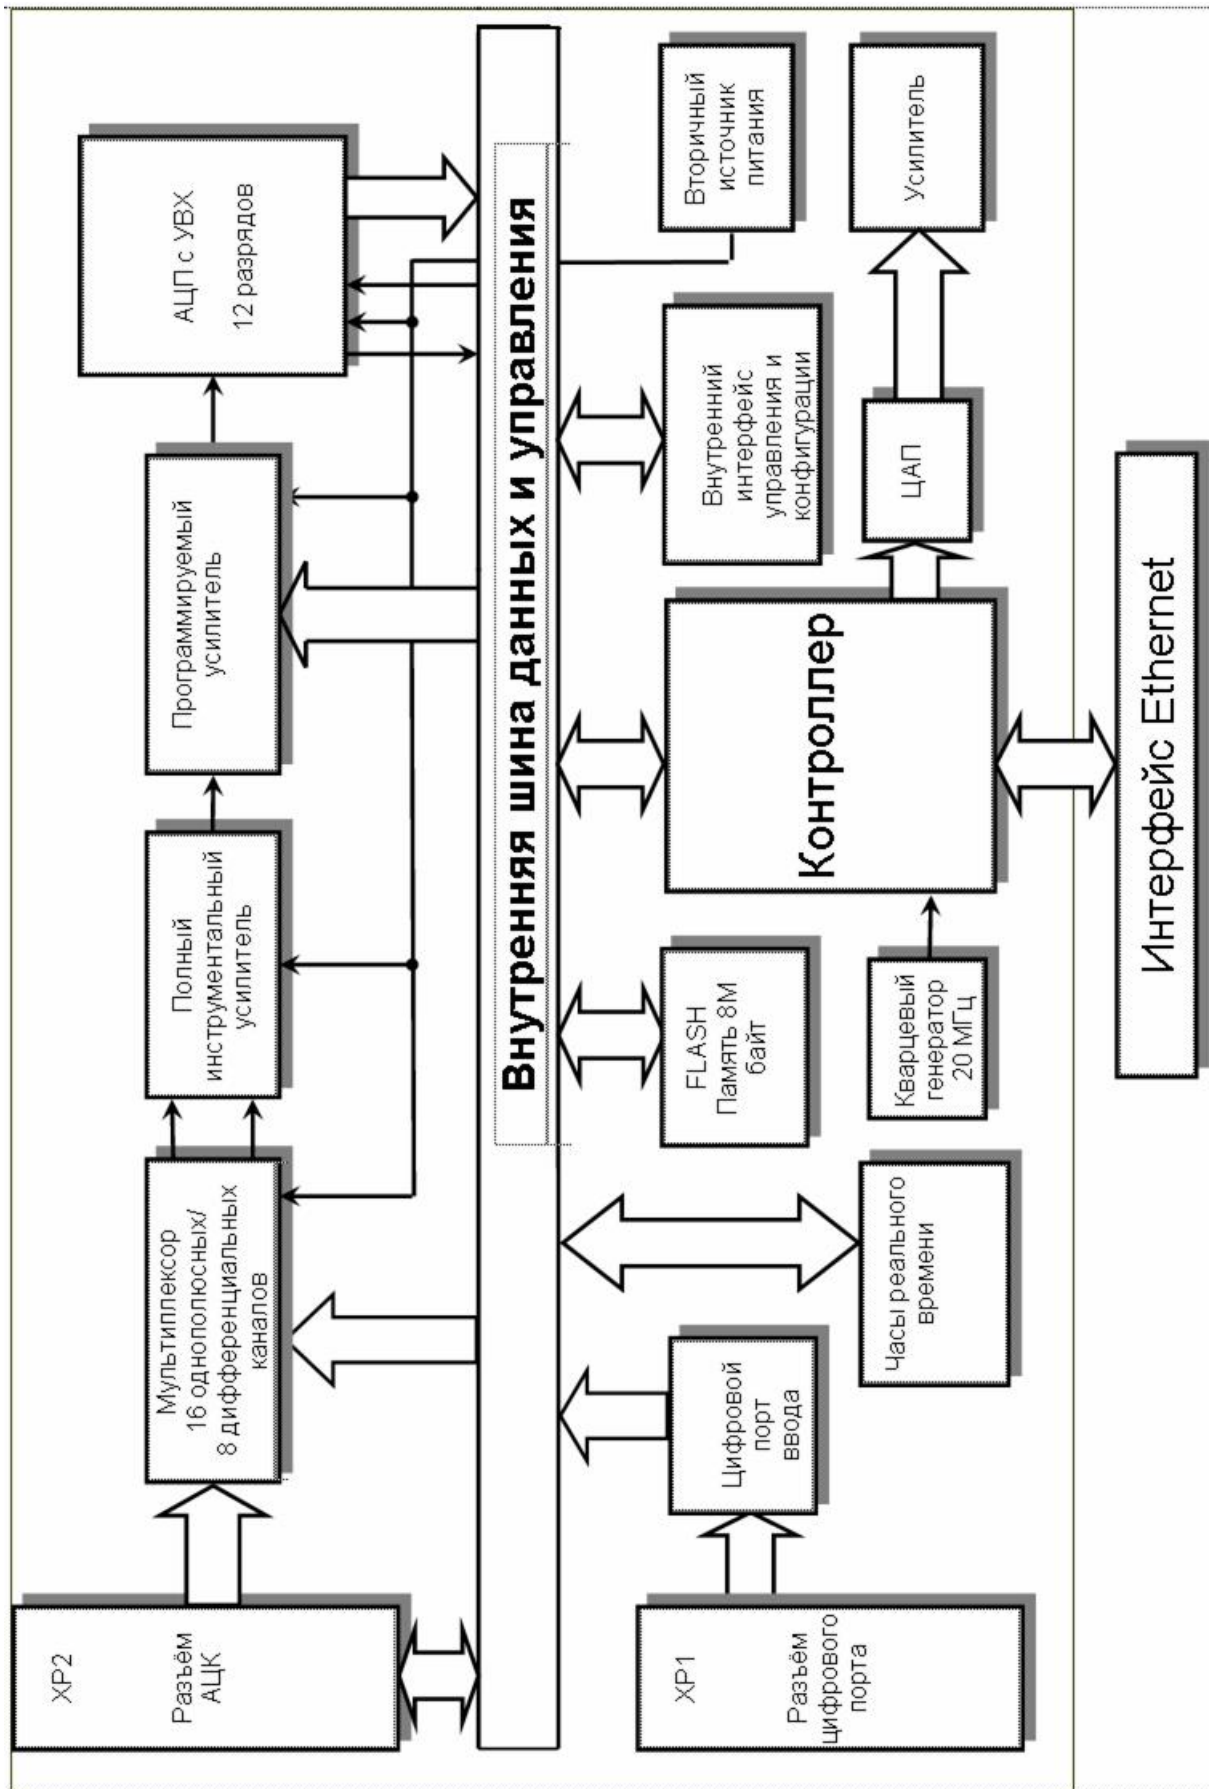 XP2
Разъём
АЦК
Мультиплексор
16 однополюсных/
8 дифференциальных
каналов
Полный
инструментальный
усилитель
Программируемый
усилитель
АЦП с УВХ
12 разрядов
Внутренняя шина данных и управления
XP1
Разъём
цифрового
порта
Цифровой
порт
ввода
Часы реального
времени
FLASH
Память 8М
байт
Кварцевый
генератор
20 МГц
Контроллер
Внутренний
интерфейс
управления и
конфигурации
ЦАП
Вторичный
источник
питания
Усилитель
Интерфейс Ethernet